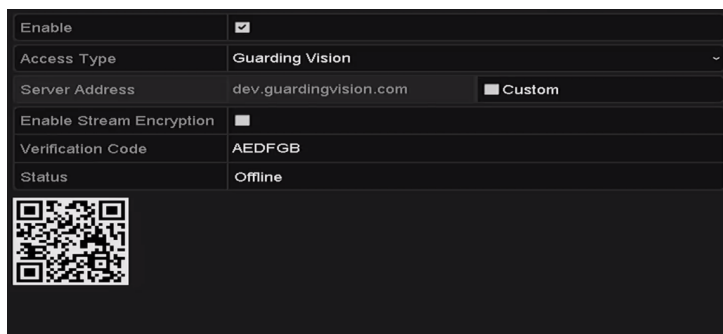 Enable
Access Type Guarding Vision
Server Address dev.guardingvision.com Custom
Enable Stream Encryption
Verification Code AEDFGB
Status Offline